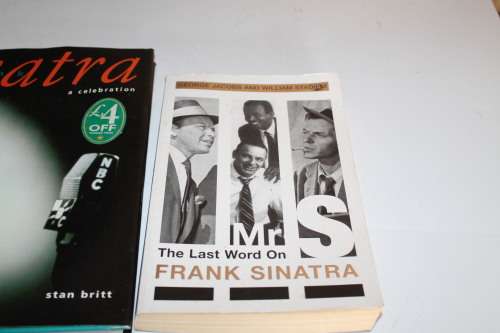 atra
a celebration
£4
OFF
NBC
stan britt
GEORGE JACOBS AND WILLIAM STADIEM
Mr S
The Last Word On
FRANK SINATRA